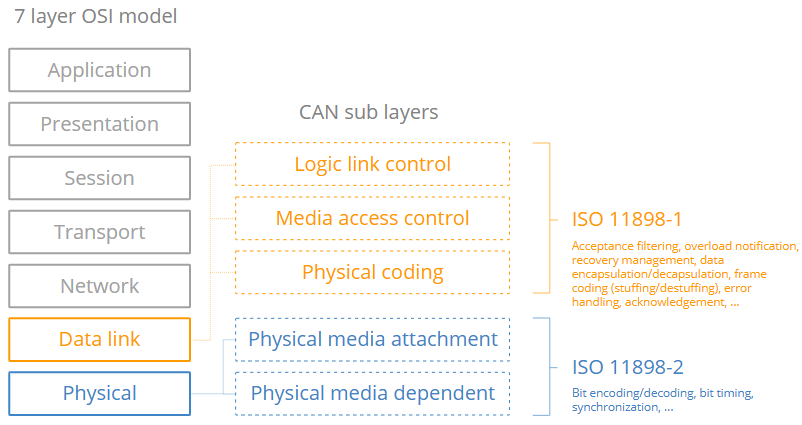 7 layer OSI model
Application
Presentation
Session
Transport
Network
Data link
Physical
CAN sub layers
Logic link control
Media access control
Physical coding
Physical media attachment
Physical media dependent
ISO 11898-1
Acceptance filtering, overload notification,
recovery management, data
encapsulation/decapsulation, frame
coding (stuffing/destuffing), error
handling, acknowledgement, ...
ISO 11898-2
Bit encoding/decoding, bit timing,
synchronization, ...